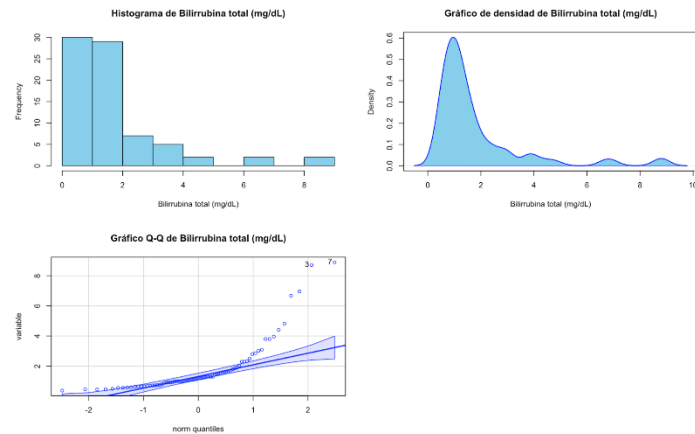 Histograma de Bilirrubina total (mg/dL)
Frequency
30
25
20
15
10
5
0
0 2 4 6 8
Bilirrubina total (mg/dL)
Gráfico de densidad de Bilirrubina total (mg/dL)
Density
0.6
0.5
0.4
0.3
0.2
0.1
0.0
0 2 4 6 8 10
Bilirrubina total (mg/dL)
Gráfico Q-Q de Bilirrubina total (mg/dL)
variable
8
6
4
2
3 7
-2 -1 0 1 2
norm quantiles